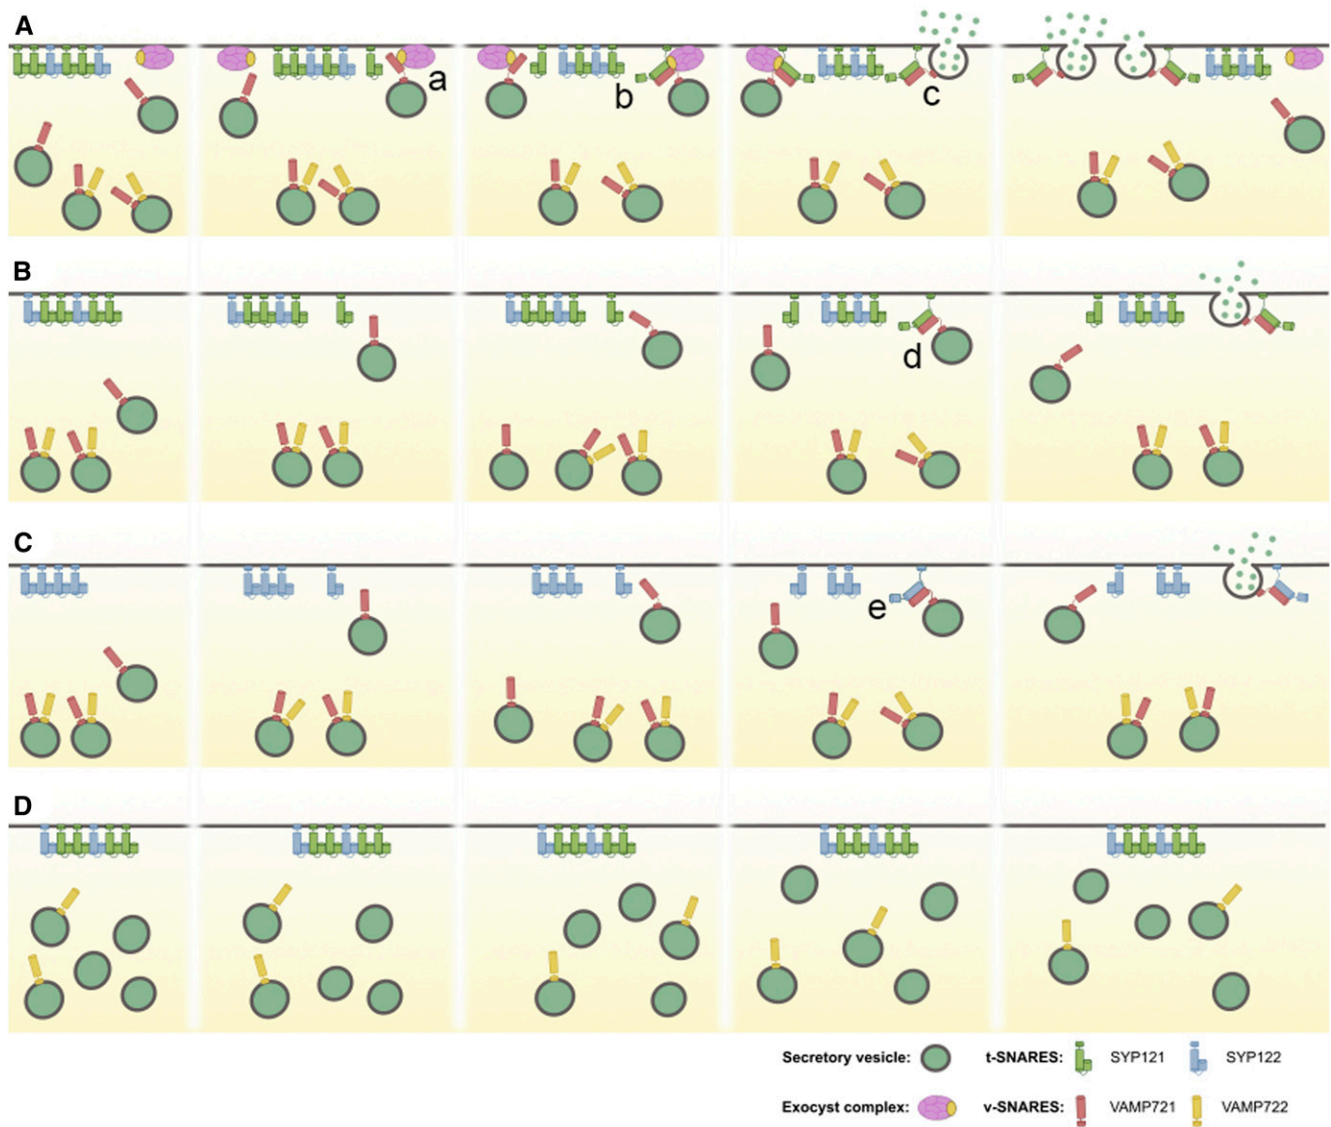 A
a
b
c
B
d
C
e
D
Secretory vesicle: t-SNARES: SYP121 SYP122
Exocyst complex: v-SNARES: VAMP721 VAMP722